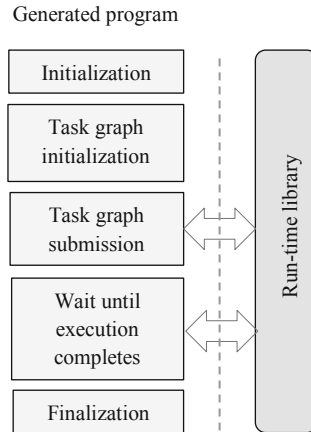 Generated program
Initialization
Task graph
initialization
Task graph
submission
Wait until
execution
completes
Finalization
Run-time library